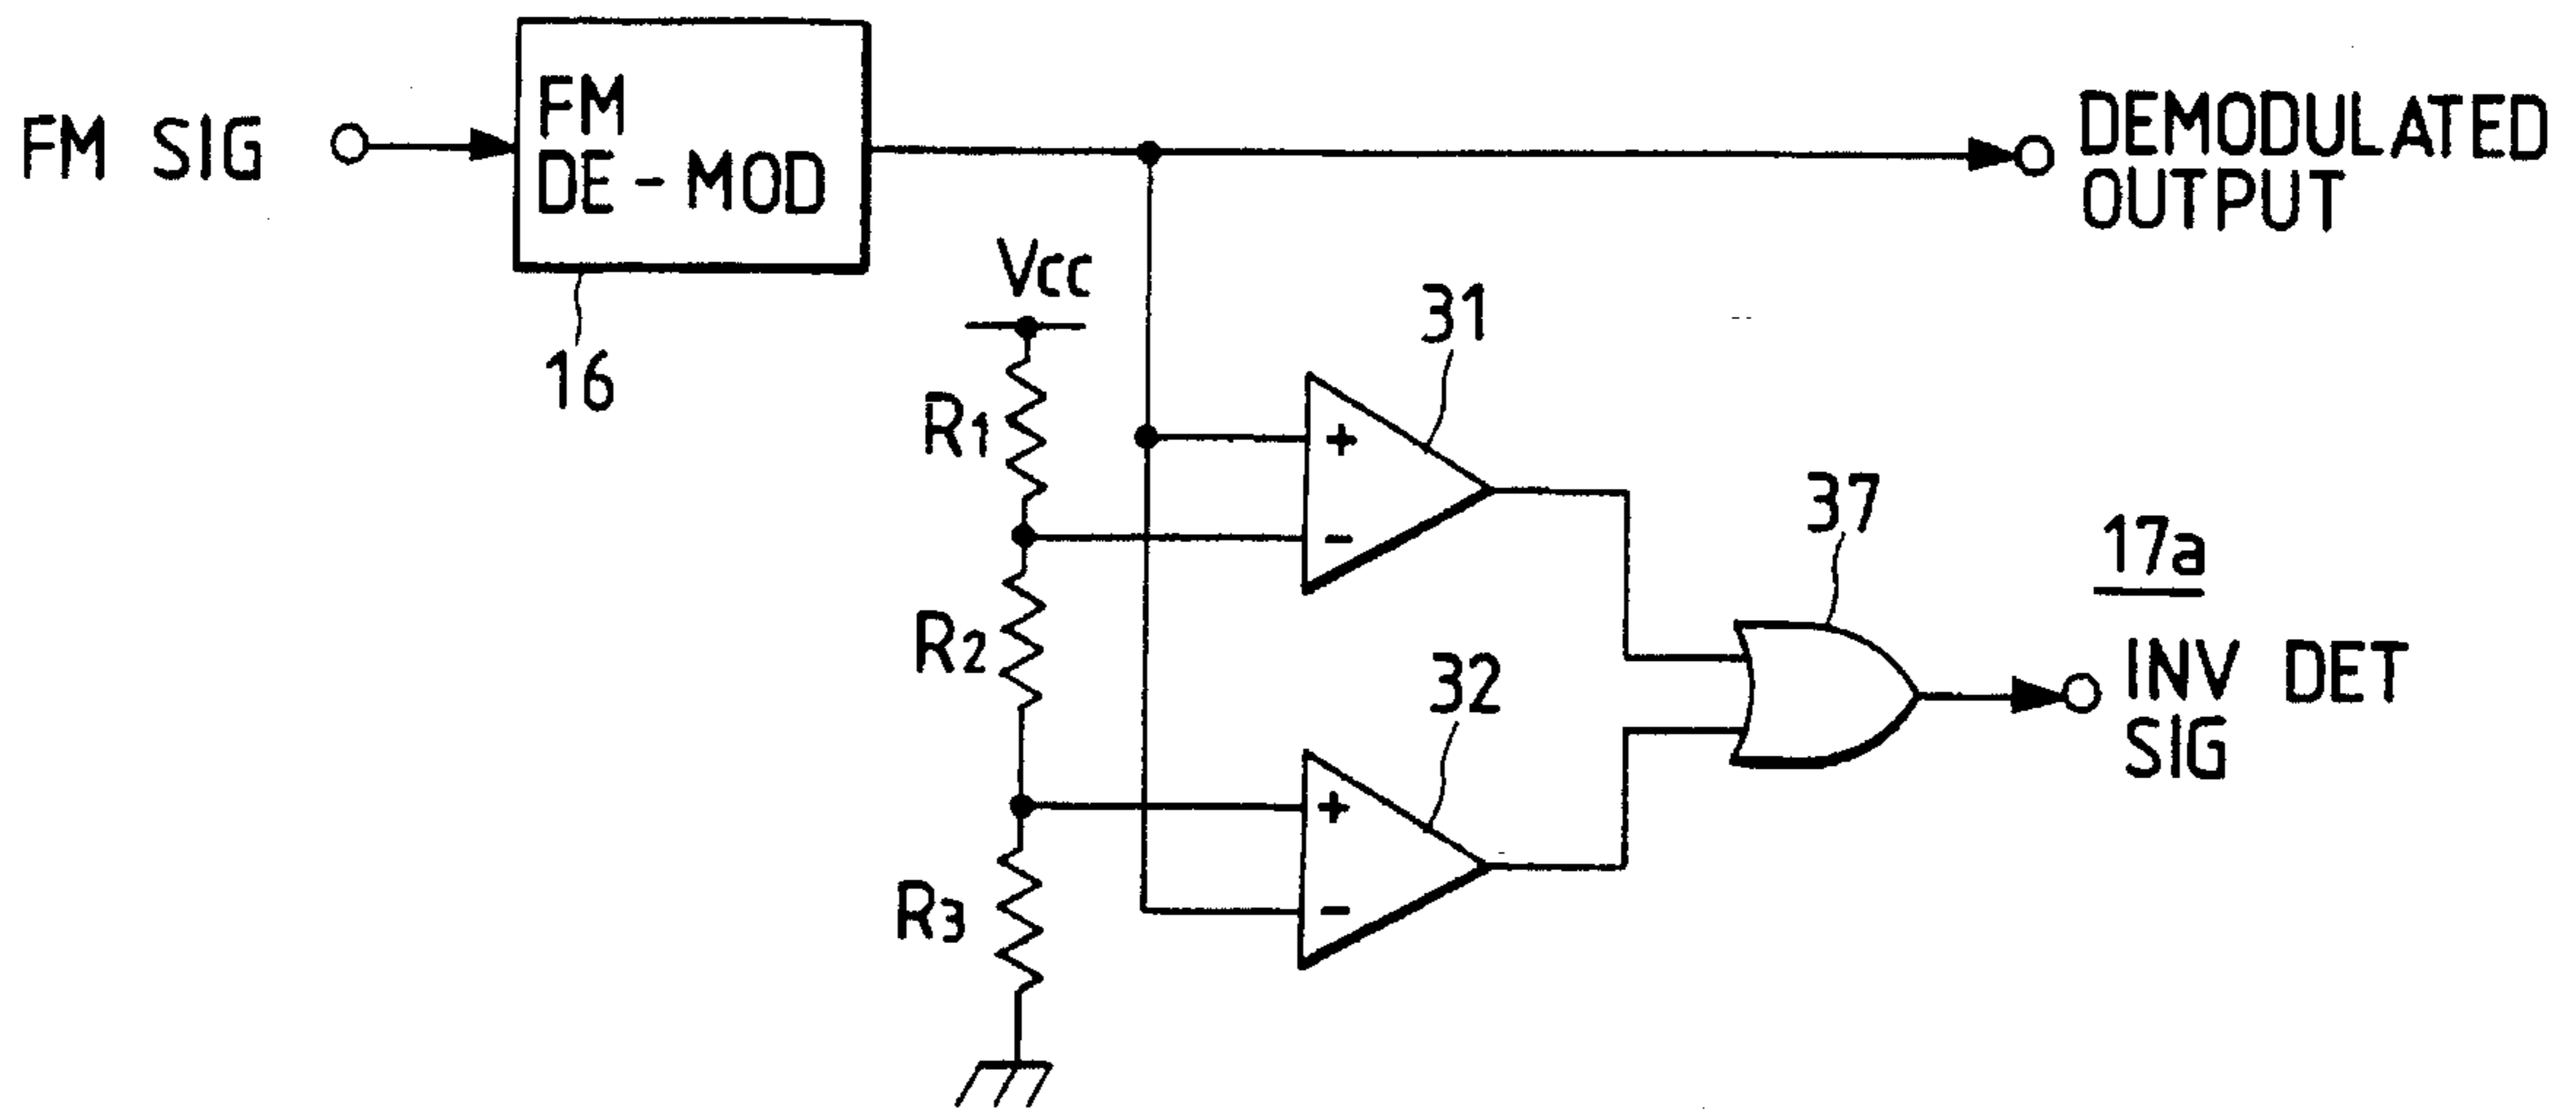 FM SIG
FM
DE-MOD
16
DEMODULATED
OUTPUT
Vcc
R1
R2
R3
+
-
31
+
-
32
37
17a
INV DET
SIG